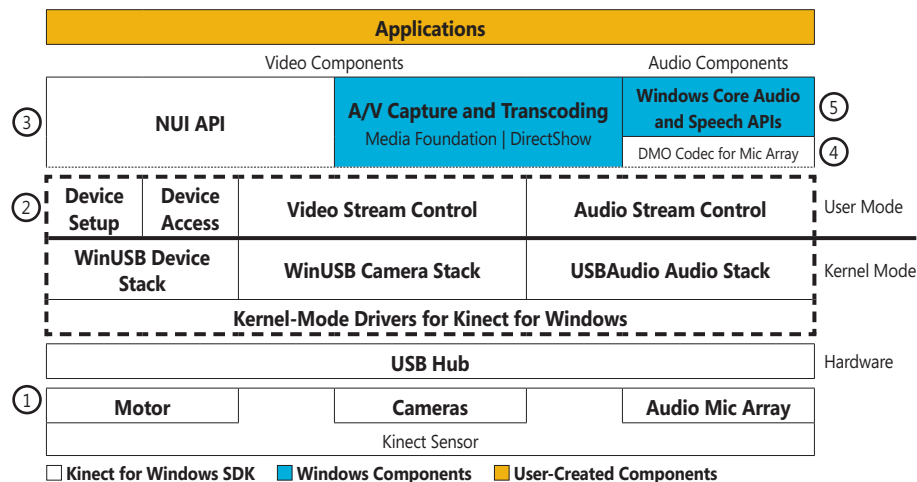 Applications
Video Components
Audio Components
3
NUI API
A/V Capture and Transcoding
Media Foundation | DirectShow
Windows Core Audio
and Speech APIs
5
DMO Codec for Mic Array
4
2
Device
Setup
Device
Access
Video Stream Control
Audio Stream Control
User Mode
WinUSB Device
Stack
WinUSB Camera Stack
USBAudio Audio Stack
Kernel Mode
Kernel-Mode Drivers for Kinect for Windows
USB Hub
Hardware
1
Motor
Cameras
Audio Mic Array
Kinect Sensor
Kinect for Windows SDK
Windows Components
User-Created Components